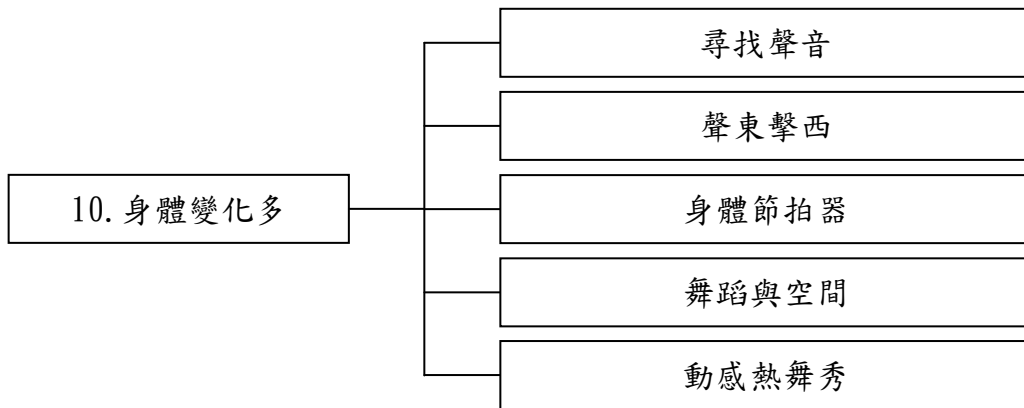 尋找聲音
聲東擊西
10.身體變化多
身體節拍器
舞蹈與空間
動感熱舞秀